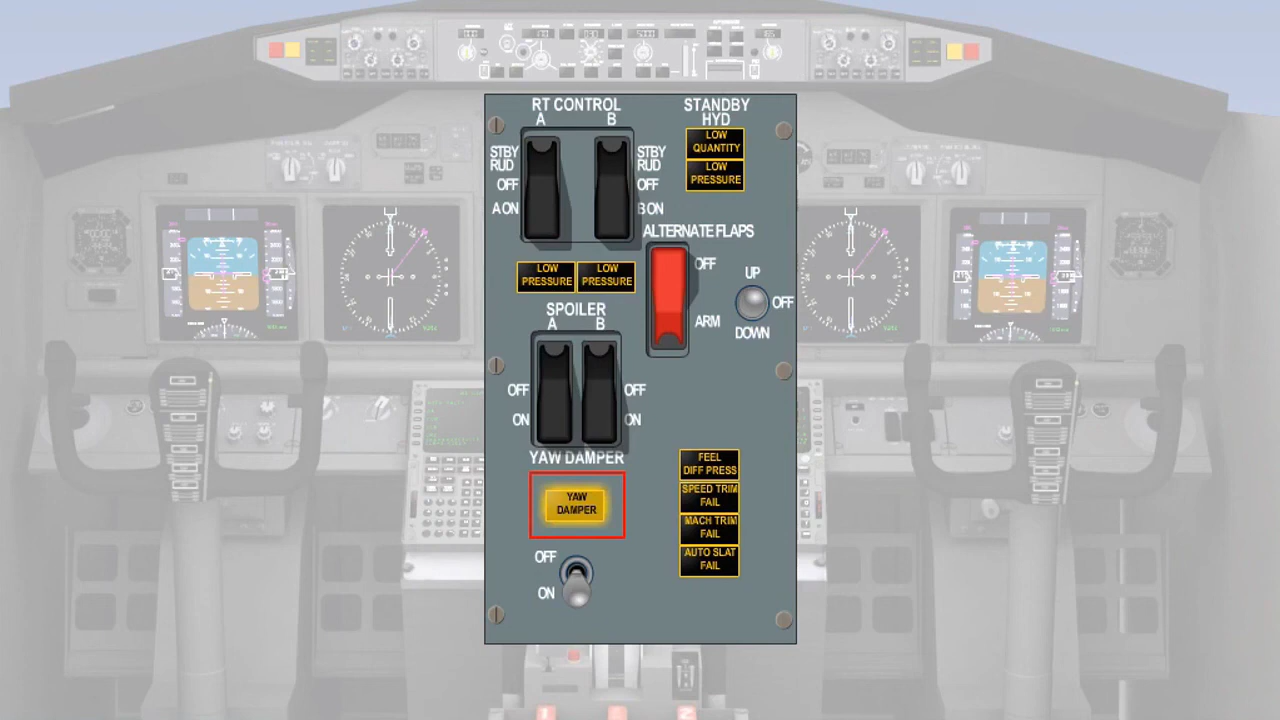 RT CONTROL
A B
STANDBY
HYD
LOW
QUANTITY
LOW
PRESSURE
STBY
RUD
OFF
A ON
STBY
RUD
OFF
B ON
ALTERNATE FLAPS
OFF
ARM
UP
OFF
DOWN
LOW
PRESSURE
LOW
PRESSURE
SPOILER
A B
OFF
ON
OFF
ON
YAW DAMPER
YAW
DAMPER
OFF
ON
FEEL
DIFF PRESS
SPEED TRIM
FAIL
MACH TRIM
FAIL
AUTO SLAT
FAIL